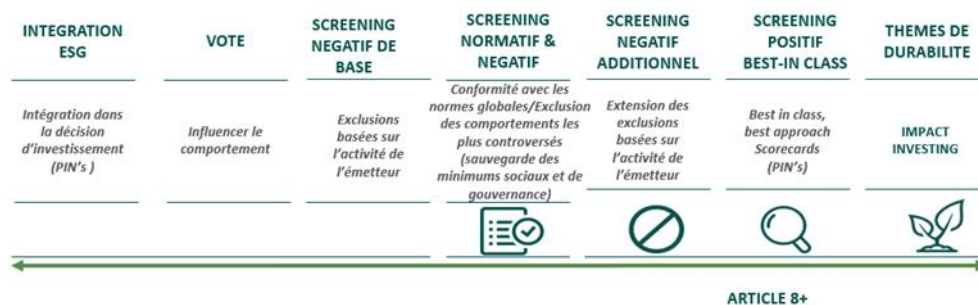 INTEGRATION
ESG
VOTE
SCREENING
NEGATIF DE
BASE
SCREENING
NORMATIF &
NEGATIF
SCREENING
NEGATIF
ADDITIONNEL
SCREENING
POSITIF
BEST-IN CLASS
THEMES DE
DURABILITE
Intégration dans
la décision
d'investissement
(PIN's )
Influencer le
comportement
Exclusions
basées sur
l'activité de
l'émetteur
Conformité avec les
normes globales/Exclusion
des comportements les
plus controversés
(sauvegarde des
minimums sociaux et de
gouvernance)
Extension des
exclusions
basées sur
l'activité de
l'émetteur
Best in class,
best approach
Scorecards
(PIN's)
IMPACT
INVESTING
ARTICLE 8+